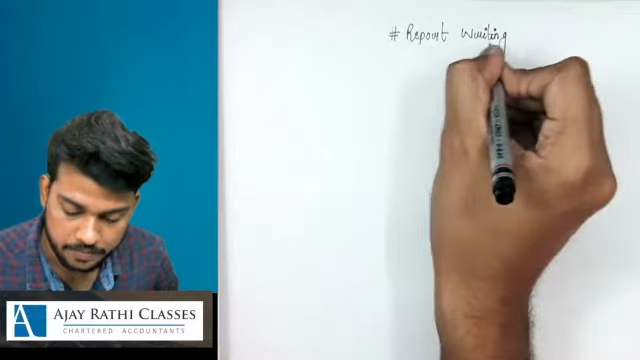 # Report Writing
AJAY RATHI CLASSES
CHARTERED ACCOUNTANTS